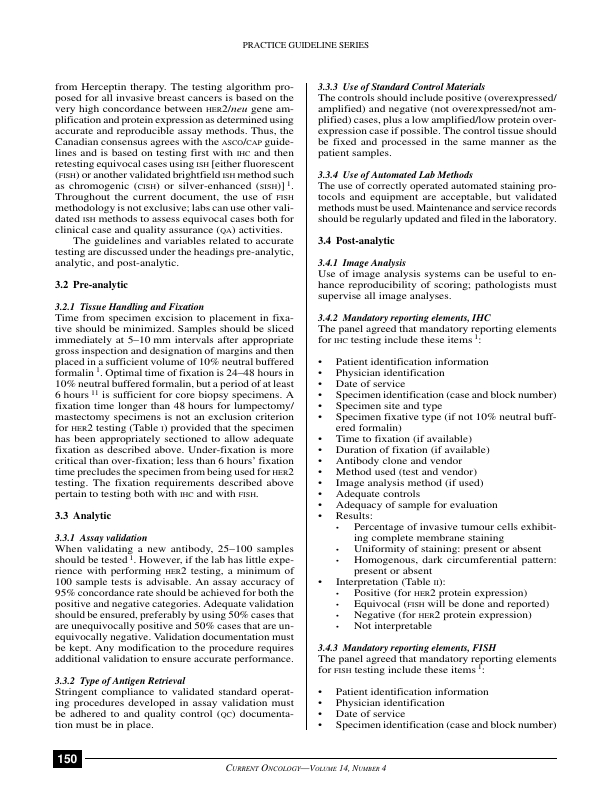 PRACTICE GUIDELINE SERIES
from Herceptin therapy. The testing algorithm pro-
posed for all invasive breast cancers is based on the
very high concordance between HER2/neu gene am-
plification and protein expression as determined using
accurate and reproducible assay methods. Thus, the
Canadian consensus agrees with the ASCO/CAP guide-
lines and is based on testing first with IHC and then
retesting equivocal cases using ISH [either fluorescent
(FISH) or another validated brightfield ISH method such
as chromogenic (CISH) or silver-enhanced (SISH)] 1.
Throughout the current document, the use of FISH
methodology is not exclusive; labs can use other vali-
dated ISH methods to assess equivocal cases both for
clinical case and quality assurance (QA) activities.
The guidelines and variables related to accurate
testing are discussed under the headings pre-analytic,
analytic, and post-analytic.
3.2 Pre-analytic
3.2.1 Tissue Handling and Fixation
Time from specimen excision to placement in fixa-
tive should be minimized. Samples should be sliced
immediately at 5–10 mm intervals after appropriate
gross inspection and designation of margins and then
placed in a sufficient volume of 10% neutral buffered
formalin 1. Optimal time of fixation is 24–48 hours in
10% neutral buffered formalin, but a period of at least
6 hours 11 is sufficient for core biopsy specimens. A
fixation time longer than 48 hours for lumpectomy/
mastectomy specimens is not an exclusion criterion
for HER2 testing (Table I) provided that the specimen
has been appropriately sectioned to allow adequate
fixation as described above. Under-fixation is more
critical than over-fixation; less than 6 hours' fixation
time precludes the specimen from being used for HER2
testing. The fixation requirements described above
pertain to testing both with IHC and with FISH.
3.3 Analytic
3.3.1 Assay validation
When validating a new antibody, 25–100 samples
should be tested 1. However, if the lab has little expe-
rience with performing HER2 testing, a minimum of
100 sample tests is advisable. An assay accuracy of
95% concordance rate should be achieved for both the
positive and negative categories. Adequate validation
should be ensured, preferably by using 50% cases that
are unequivocally positive and 50% cases that are un-
equivocally negative. Validation documentation must
be kept. Any modification to the procedure requires
additional validation to ensure accurate performance.
3.3.2 Type of Antigen Retrieval
Stringent compliance to validated standard operat-
ing procedures developed in assay validation must
be adhered to and quality control (QC) documenta-
tion must be in place.
3.3.3 Use of Standard Control Materials
The controls should include positive (overexpressed/
amplified) and negative (not overexpressed/not am-
plified) cases, plus a low amplified/low protein over-
expression case if possible. The control tissue should
be fixed and processed in the same manner as the
patient samples.
3.3.4 Use of Automated Lab Methods
The use of correctly operated automated staining pro-
tocols and equipment are acceptable, but validated
methods must be used. Maintenance and service records
should be regularly updated and filed in the laboratory.
3.4 Post-analytic
3.4.1 Image Analysis
Use of image analysis systems can be useful to en-
hance reproducibility of scoring; pathologists must
supervise all image analyses.
3.4.2 Mandatory reporting elements, IHC
The panel agreed that mandatory reporting elements
for IHC testing include these items 1:
• Patient identification information
• Physician identification
• Date of service
• Specimen identification (case and block number)
• Specimen site and type
• Specimen fixative type (if not 10% neutral buff-
ered formalin)
• Time to fixation (if available)
• Duration of fixation (if available)
• Antibody clone and vendor
• Method used (test and vendor)
• Image analysis method (if used)
• Adequate controls
• Adequacy of sample for evaluation
• Results:
• Percentage of invasive tumour cells exhibit-
ing complete membrane staining
• Uniformity of staining: present or absent
• Homogenous, dark circumferential pattern:
present or absent
• Interpretation (Table II):
• Positive (for HER2 protein expression)
• Equivocal (FISH will be done and reported)
• Negative (for HER2 protein expression)
• Not interpretable
3.4.3 Mandatory reporting elements, FISH
The panel agreed that mandatory reporting elements
for FISH testing include these items 1:
• Patient identification information
• Physician identification
• Date of service
• Specimen identification (case and block number)
150
CURRENT ONCOLOGY—VOLUME 14, NUMBER 4